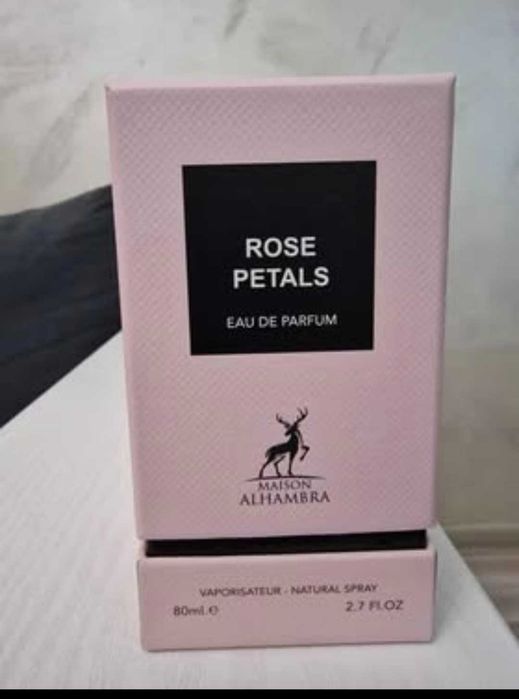 ROSE
PETALS
EAU DE PARFUM
MAISON
ALHAMBRA
VAPORISATEUR - NATURAL SPRAY
80ml.℮ 2.7 Fl.OZ